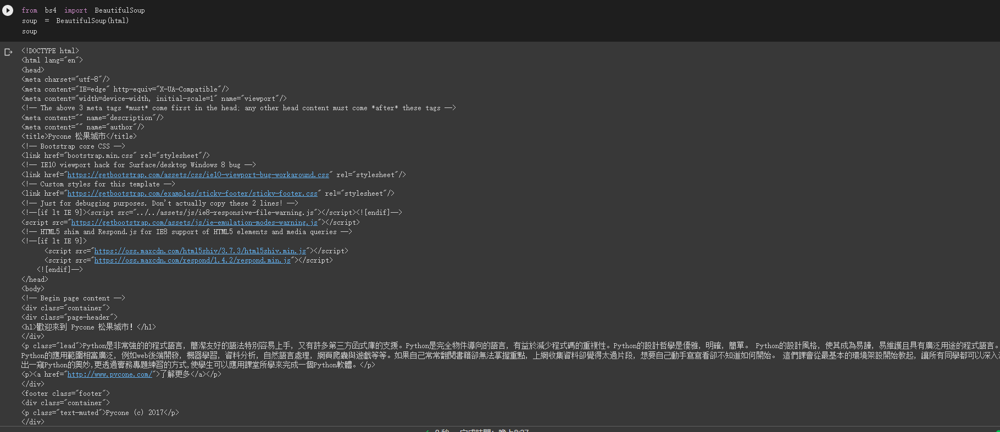 from bs4 import BeautifulSoup
soup = BeautifulSoup(html)
soup
<!DOCTYPE html>
<html lang="en">
<head>
<meta charset="utf-8"/>
<meta content="IE=edge" http-equiv="X-UA-Compatible"/>
<meta content="width=device-width, initial-scale=1" name="viewport"/>
<!-- The above 3 meta tags *must* come first in the head; any other head content must come *after* these tags -->
<meta content="" name="description"/>
<meta content="" name="author"/>
<title>Pycone 松果城市</title>
<!-- Bootstrap core CSS -->
<link href="bootstrap.min.css" rel="stylesheet"/>
<!-- IE10 viewport hack for Surface/desktop Windows 8 bug -->
<link href="https://getbootstrap.com/assets/css/ie10-viewport-bug-workaround.css" rel="stylesheet"/>
<!-- Custom styles for this template -->
<link href="https://getbootstrap.com/examples/sticky-footer/sticky-footer.css" rel="stylesheet"/>
<!-- Just for debugging purposes. Don't actually copy these 2 lines! -->
<!--[if lt IE 9]><script src="../../assets/js/ie8-responsive-file-warning.js"></script><![endif]-->
<script src="https://getbootstrap.com/assets/js/ie-emulation-modes-warning.js"></script>
<!-- HTML5 shim and Respond.js for IE8 support of HTML5 elements and media queries -->
<!--[if lt IE 9]>
<script src="https://oss.maxcdn.com/html5shiv/3.7.3/html5shiv.min.js"></script>
<script src="https://oss.maxcdn.com/respond/1.4.2/respond.min.js"></script>
<![endif]-->
</head>
<body>
<!-- Begin page content -->
<div class="container">
<div class="page-header">
<h1>歡迎來到 Pycone 松果城市! </h1>
</div>
<p class="lead">Python是非常強的的程式語言, 簡潔友好的語法特別容易上手, 又有許多第三方函式庫的支援。Python是完全物件導向的語言, 有益於減少程式碼的重複性。Python的設計哲學是優雅, 明確, 簡單。 Python的設計風格, 使其成為易讀, 易維護且具有廣泛用途的程式語言。
Python的應用範圍相當廣泛, 例如web後端開發, 機器學習, 資料分析, 自然語言處理, 網頁爬蟲與遊戲等等。如果自己常常翻閱書籍卻無法掌握重點, 上網收集資料卻覺得太過片段, 想要自己動手寫寫看卻不知道如何開始。 這們課會從最基本的環境架設開始教起, 讓所有同學都可以深入
出一窺Python的奧妙,更透過實務專題練習的方式,使學生可以應用課堂所學來完成一個Python軟體。</p>
<p><a href="http://www.pycone.com/">了解更多</a></p>
</div>
<footer class="footer">
<div class="container">
<p class="text-muted">Pycone (c) 2017</p>
</div>